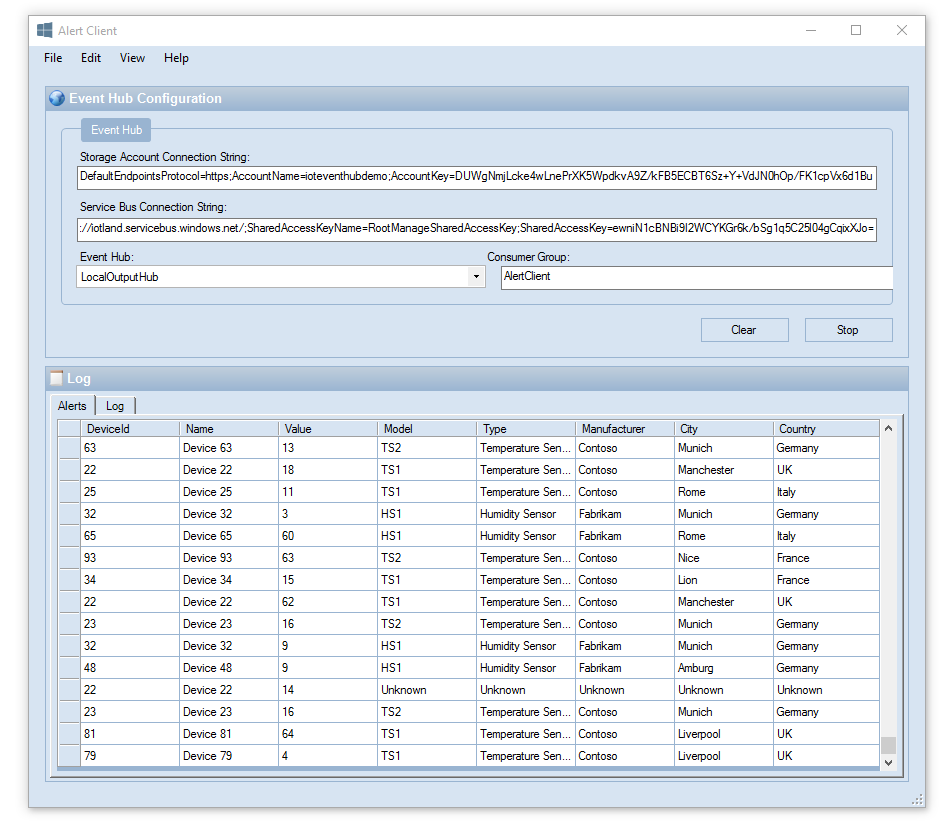 Alert Client
File Edit View Help
Event Hub Configuration
Event Hub
Storage Account Connection String:
DefaultEndpointsProtocol=https;AccountName=ioteventhubdemo;AccountKey=DUWgNmjLcke4wLnePrXK5WpdkvA9Z/kFB5ECBT6Sz+Y+VdJN0hOp/FK1cpVx6d1Bu
Service Bus Connection String:
://iotland.servicebus.windows.net/;SharedAccessKeyName=RootManageSharedAccessKey;SharedAccessKey=ewniN1cBNBi9I2WCYKGr6k/bSg1q5C25l04gCqixXJo=
Event Hub: Consumer Group:
LocalOutputHub AlertClient
Clear Stop
Log
Alerts Log
DeviceId Name Value Model Type Manufacturer City Country
63 Device 63 13 TS2 Temperature Sen... Contoso Munich Germany
22 Device 22 18 TS1 Temperature Sen... Contoso Manchester UK
25 Device 25 11 TS1 Temperature Sen... Contoso Rome Italy
32 Device 32 3 HS1 Humidity Sensor Fabrikam Munich Germany
65 Device 65 60 HS1 Humidity Sensor Fabrikam Rome Italy
93 Device 93 63 TS2 Temperature Sen... Contoso Nice France
34 Device 34 15 TS1 Temperature Sen... Contoso Lion France
22 Device 22 62 TS1 Temperature Sen... Contoso Manchester UK
23 Device 23 16 TS2 Temperature Sen... Contoso Munich Germany
32 Device 32 9 HS1 Humidity Sensor Fabrikam Munich Germany
48 Device 48 9 HS1 Humidity Sensor Fabrikam Amburg Germany
22 Device 22 14 Unknown Unknown Unknown Unknown Unknown
23 Device 23 16 TS2 Temperature Sen... Contoso Munich Germany
81 Device 81 64 TS1 Temperature Sen... Contoso Liverpool UK
79 Device 79 4 TS1 Temperature Sen... Contoso Liverpool UK